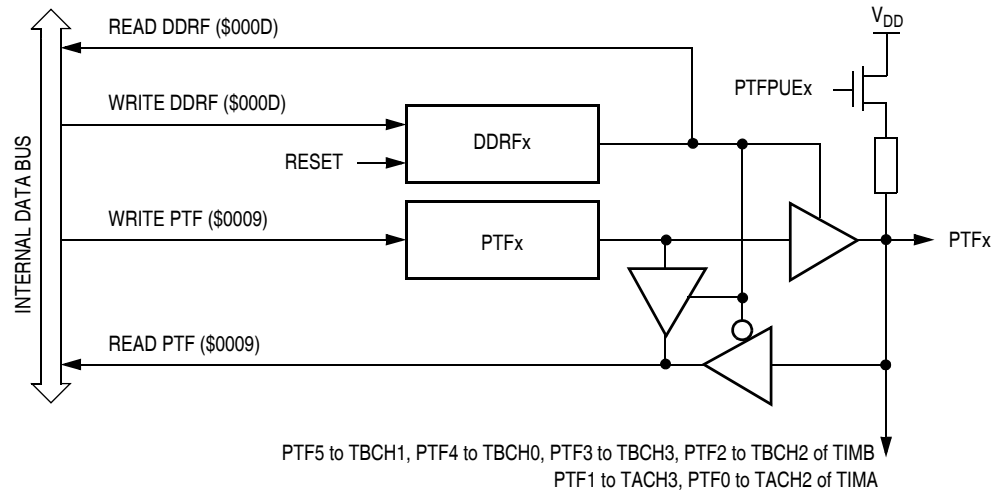 READ DDRF ($000D)
VDD
PTFPUEx
WRITE DDRF ($000D)
DDRFx
RESET
INTERNAL DATA BUS
WRITE PTF ($0009)
PTFx
PTFx
READ PTF ($0009)
PTF5 to TBCH1, PTF4 to TBCH0, PTF3 to TBCH3, PTF2 to TBCH2 of TIMB
PTF1 to TACH3, PTF0 to TACH2 of TIMA